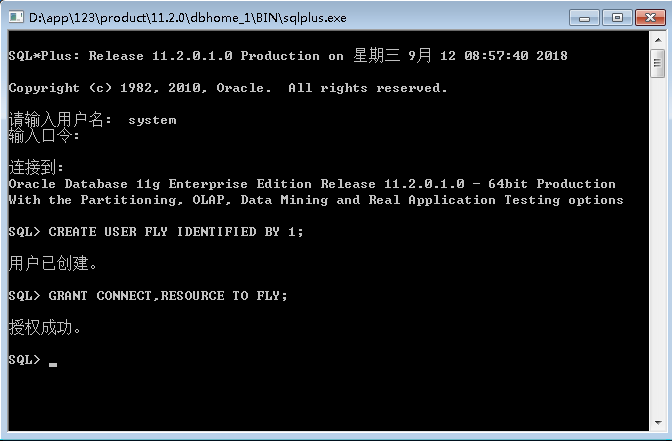 D:\app\123\product\11.2.0\dbhome_1\BIN\sqlplus.exe
SQL*Plus: Release 11.2.0.1.0 Production on 星期三 9月 12 08:57:40 2018
Copyright (c) 1982, 2010, Oracle.  All rights reserved.
请输入用户名:  system
输入口令:
连接到:
Oracle Database 11g Enterprise Edition Release 11.2.0.1.0 - 64bit Production
With the Partitioning, OLAP, Data Mining and Real Application Testing options
SQL> CREATE USER FLY IDENTIFIED BY 1;
用户已创建。
SQL> GRANT CONNECT,RESOURCE TO FLY;
授权成功。
SQL> _